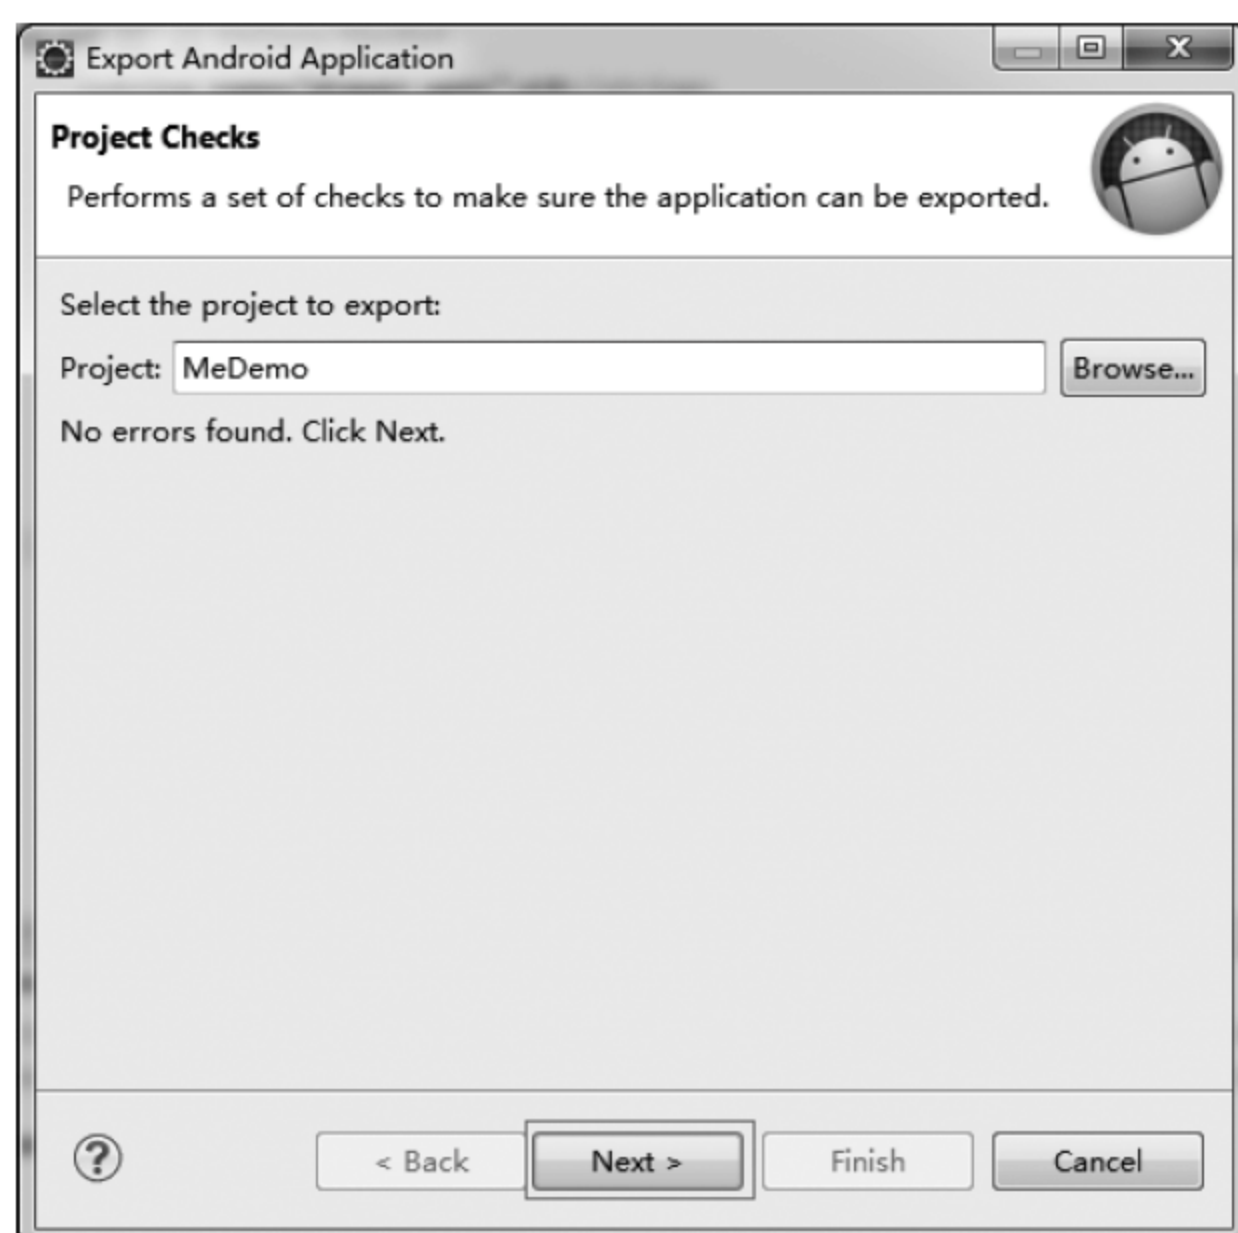 Export Android Application
Project Checks
Performs a set of checks to make sure the application can be exported.
Select the project to export:
Project: MeDemo Browse...
No errors found. Click Next.
? < Back Next > Finish Cancel